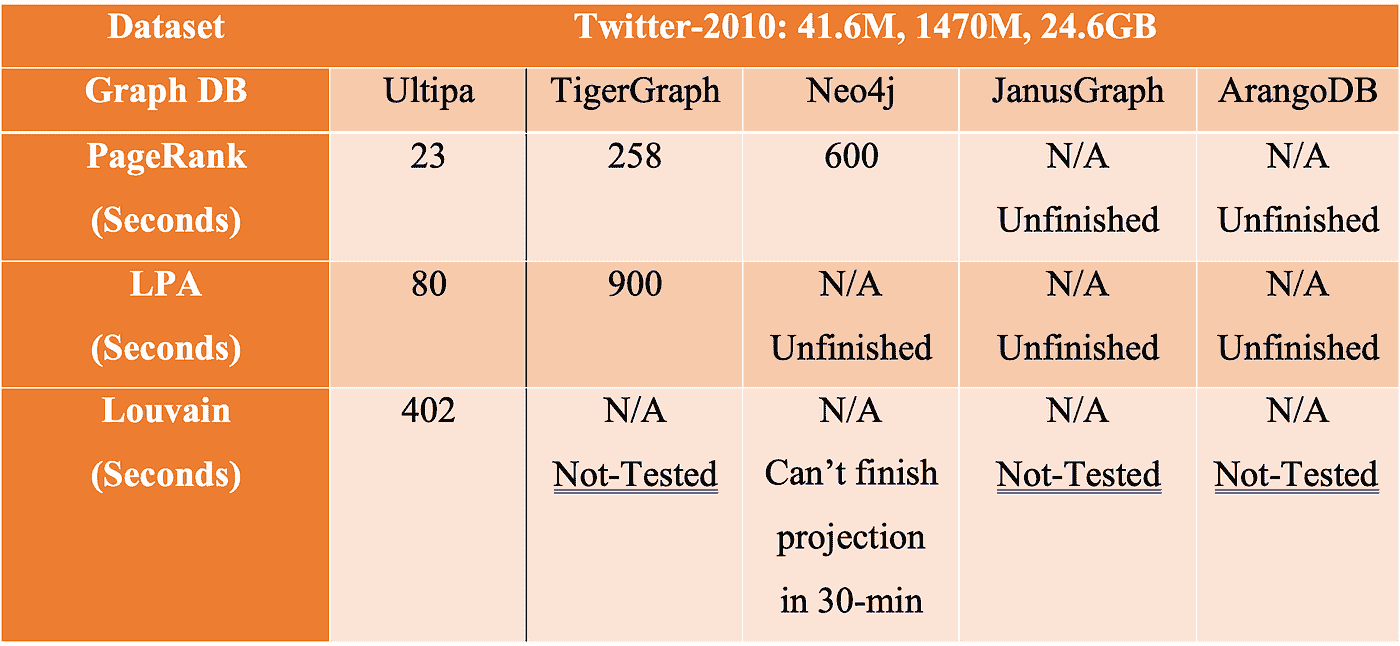 Dataset Twitter-2010: 41.6M, 1470M, 24.6GB
Graph DB Ultipa TigerGraph Neo4j JanusGraph ArangoDB
PageRank 23 258 600 N/A N/A
(Seconds) Unfinished Unfinished
LPA 80 900 N/A N/A N/A
(Seconds) Unfinished Unfinished Unfinished
Louvain 402 N/A N/A N/A N/A
(Seconds) Not-Tested Can’t finish Not-Tested Not-Tested
projection
in 30-min